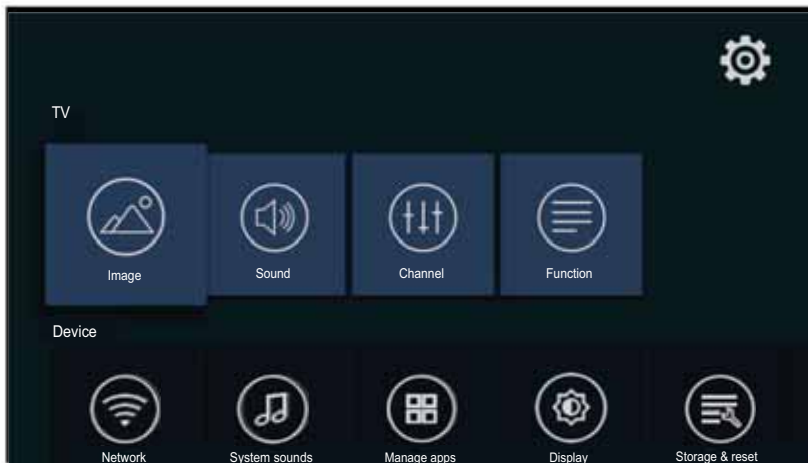 TV
Image
Sound
Channel
Function
Device
Network
System sounds
Manage apps
Display
Storage & reset